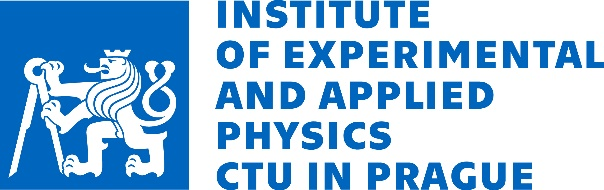 INSTITUTE
OF EXPERIMENTAL
AND APPLIED
PHYSICS
CTU IN PRAGUE